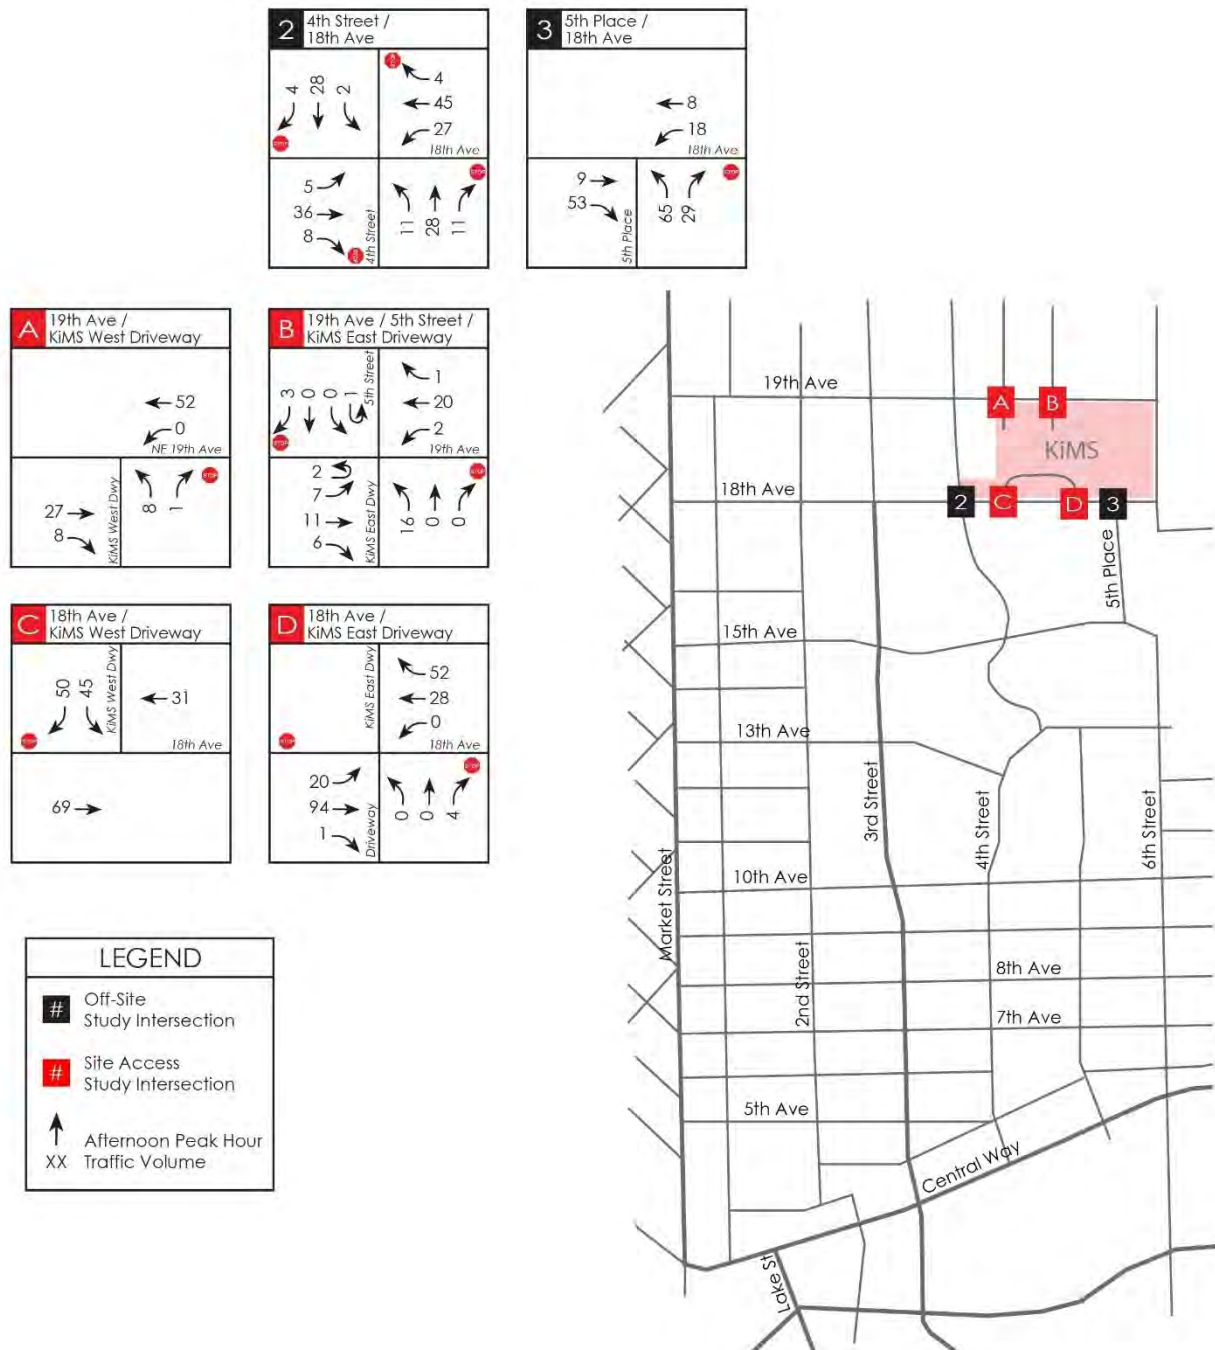 2
4th Street /
18th Ave
4
28
2
4
45
27
18th Ave
5
36
8
4th Street
11
28
11
STOP
3
5th Place /
18th Ave
8
18
18th Ave
9
53
5th Place
65
29
STOP
A
19th Ave /
KiMS West Driveway
52
0
NE 19th Ave
27
8
KiMS West Dwy
8
1
STOP
B
19th Ave / 5th Street /
KiMS East Driveway
3
0
0
1
STOP
5th Street
1
20
2
19th Ave
2
7
11
6
KiMS East Dwy
16
0
0
STOP
C
18th Ave /
KiMS West Driveway
50
45
STOP
KiMS West Dwy
31
18th Ave
69
D
18th Ave /
KiMS East Driveway
STOP
KiMS East Dwy
52
28
0
18th Ave
20
94
1
Driveway
0
0
4
STOP
LEGEND
#
Off-Site
Study Intersection
#
Site Access
Study Intersection
XX
Afternoon Peak Hour
Traffic Volume
19th Ave
A
B
KiMS
18th Ave
2
C
D
3
5th Place
15th Ave
13th Ave
3rd Street
4th Street
6th Street
Market Street
10th Ave
2nd Street
8th Ave
7th Ave
5th Ave
Central Way
Lake St